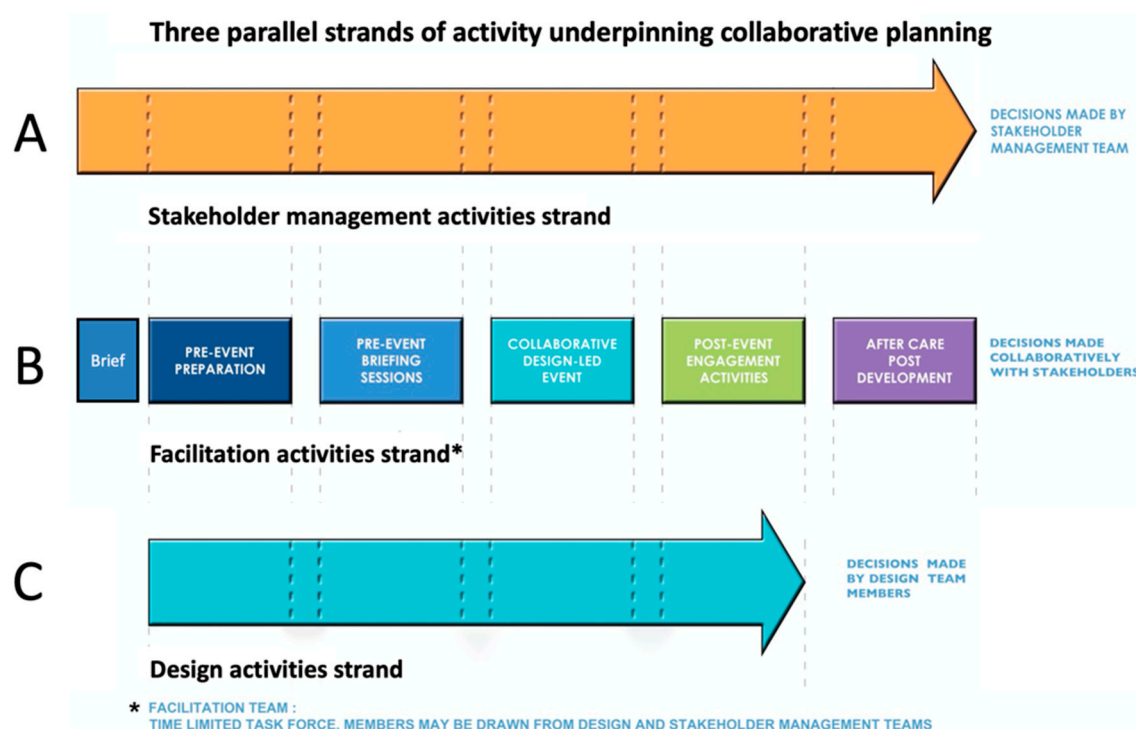 Three parallel strands of activity underpinning collaborative planning
A
DECISIONS MADE BY
STAKEHOLDER
MANAGEMENT TEAM
Stakeholder management activities strand
B
Brief
PRE-EVENT
PREPARATION
PRE-EVENT
BRIEFING
SESSIONS
COLLABORATIVE
DESIGN-LED
EVENT
POST-EVENT
ENGAGEMENT
ACTIVITIES
AFTER CARE
POST
DEVELOPMENT
DECISIONS MADE
COLLABORATIVELY
WITH STAKEHOLDERS
Facilitation activities strand*
C
DECISIONS MADE
BY DESIGN TEAM
MEMBERS
Design activities strand
* FACILITATION TEAM :
TIME LIMITED TASK FORCE. MEMBERS MAY BE DRAWN FROM DESIGN AND STAKEHOLDER MANAGEMENT TEAMS